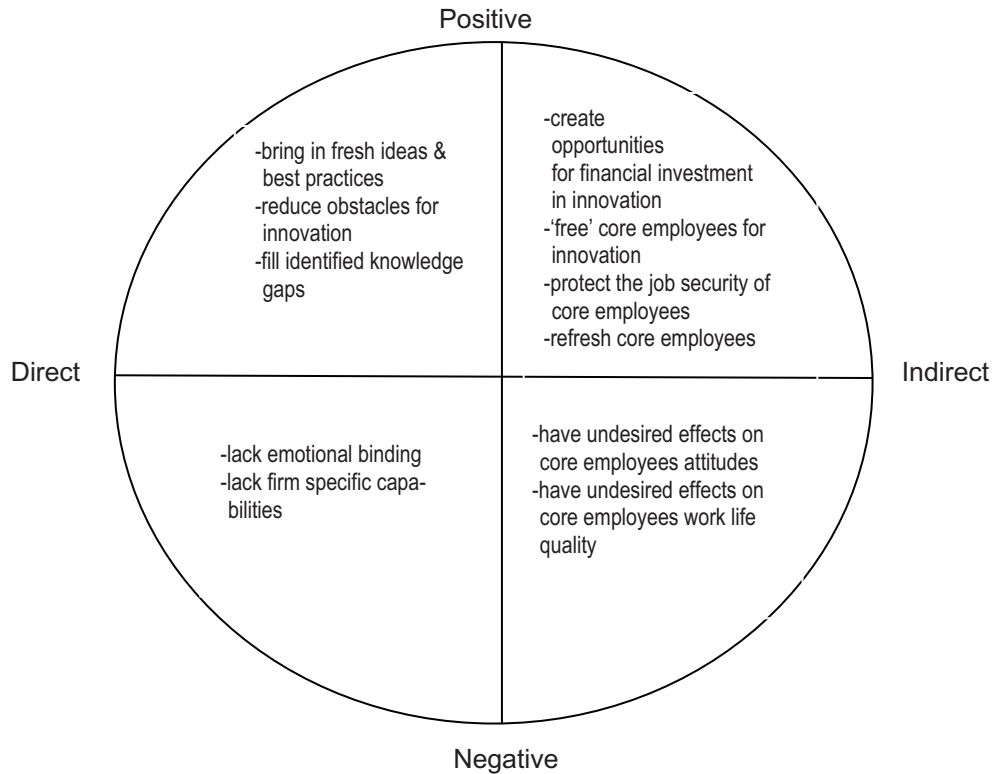 Positive
-bring in fresh ideas &
best practices
-reduce obstacles for
innovation
-fill identified knowledge
gaps
-create
opportunities
for financial investment
in innovation
-‘free’ core employees for
innovation
-protect the job security of
core employees
-refresh core employees
Direct
Indirect
-lack emotional binding
-lack firm specific capa-
bilities
-have undesired effects on
core employees attitudes
-have undesired effects on
core employees work life
quality
Negative